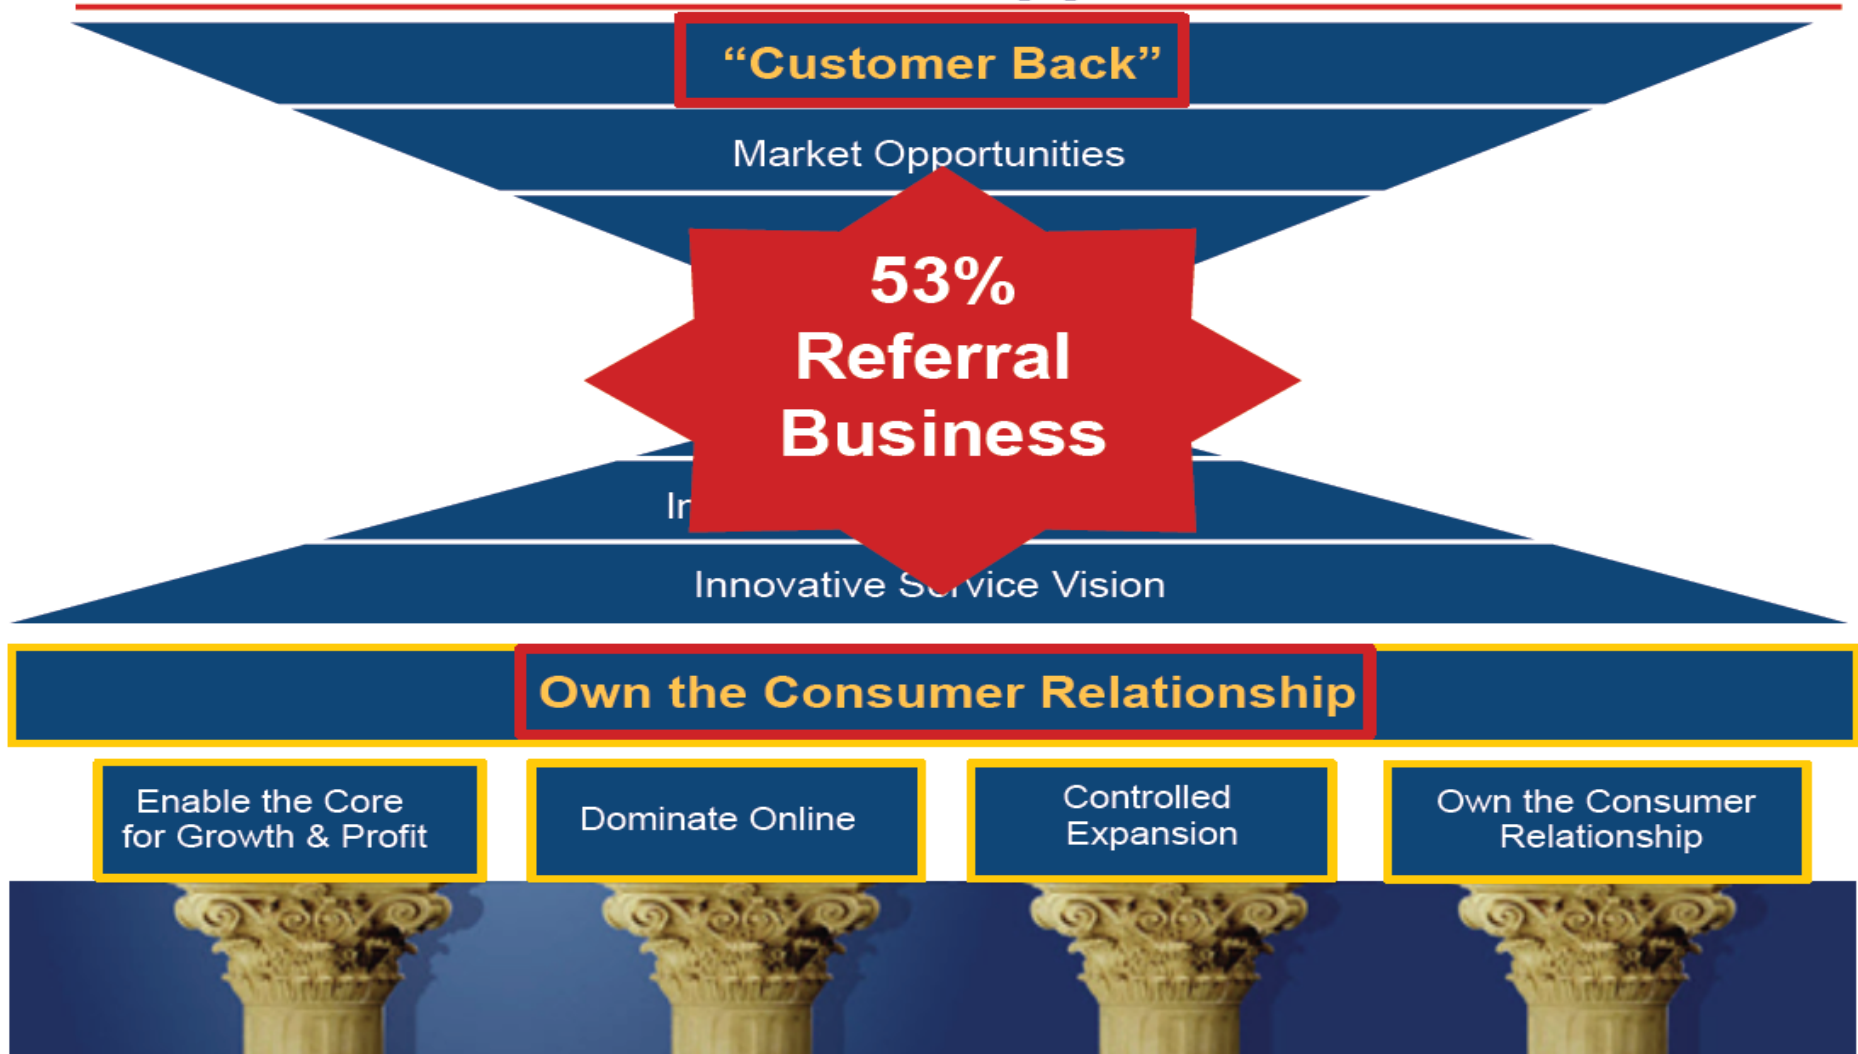 “Customer Back”
Market Opportunities
53%
Referral
Business
Innovative Service Vision
Own the Consumer Relationship
Enable the Core
for Growth & Profit
Dominate Online
Controlled
Expansion
Own the Consumer
Relationship